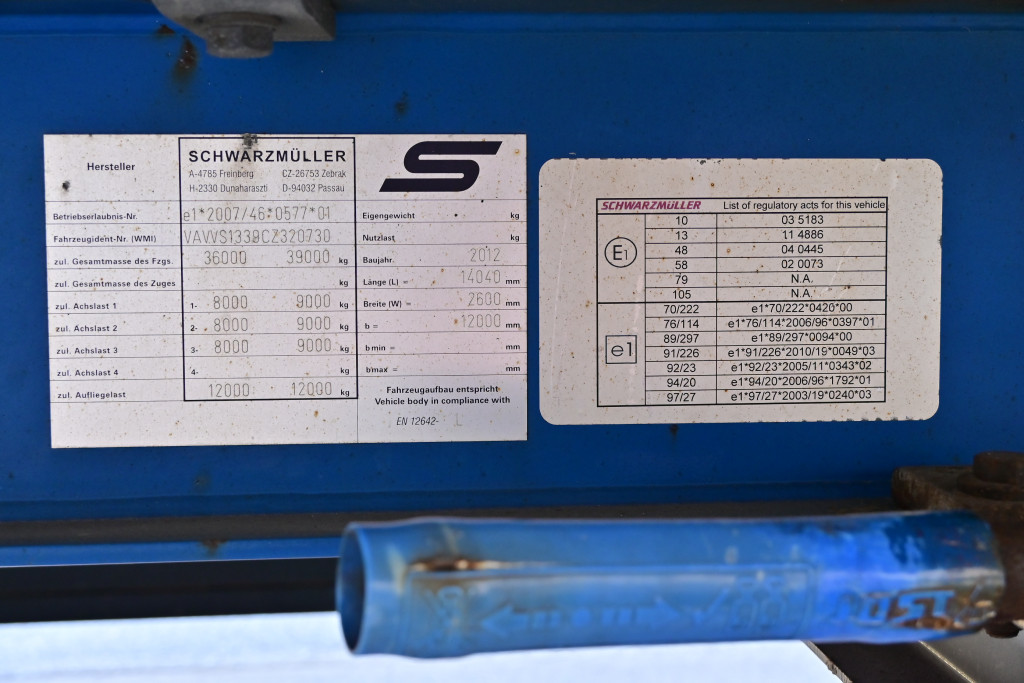 Hersteller
SCHWARZMÜLLER
A-4785 Freinberg CZ-26753 Zebrak
H-2330 Dunaharaszti D-94032 Passau
S
Betriebserlaubnis-Nr. e1*2007/46*0577*01
Fahrzeugident-Nr. (WMI) VAVVS1339CZ320730
zul. Gesamtmasse des Fzgs. 36000 39000 kg
zul. Gesamtmasse des Zuges kg
zul. Achslast 1 1- 8000 9000 kg
zul. Achslast 2 2- 8000 9000 kg
zul. Achslast 3 3- 8000 9000 kg
zul. Achslast 4 4- kg
zul. Aufliegelast 12000 12000 kg
Eigengewicht kg
Nutzlast kg
Baujahr 2012
Länge (L) = 14040 mm
Breite (W) = 2600 mm
b = 12000 mm
b min = mm
bmax = mm
Fahrzeugaufbau entspricht
Vehicle body in compliance with
EN 12642-
SCHWARZMÜLLER List of regulatory acts for this vehicle
E1
10 03 5183
13 11 4886
48 04 0445
58 02 0073
79 N.A.
105 N.A.
e1
70/222 e1*70/222*0420*00
76/114 e1*76/114*2006/96*0397*01
89/297 e1*89/297*0094*00
91/226 e1*91/226*2010/19*0049*03
92/23 e1*92/23*2005/11*0343*02
94/20 e1*94/20*2006/96*1792*01
97/27 e1*97/27*2003/19*0240*03